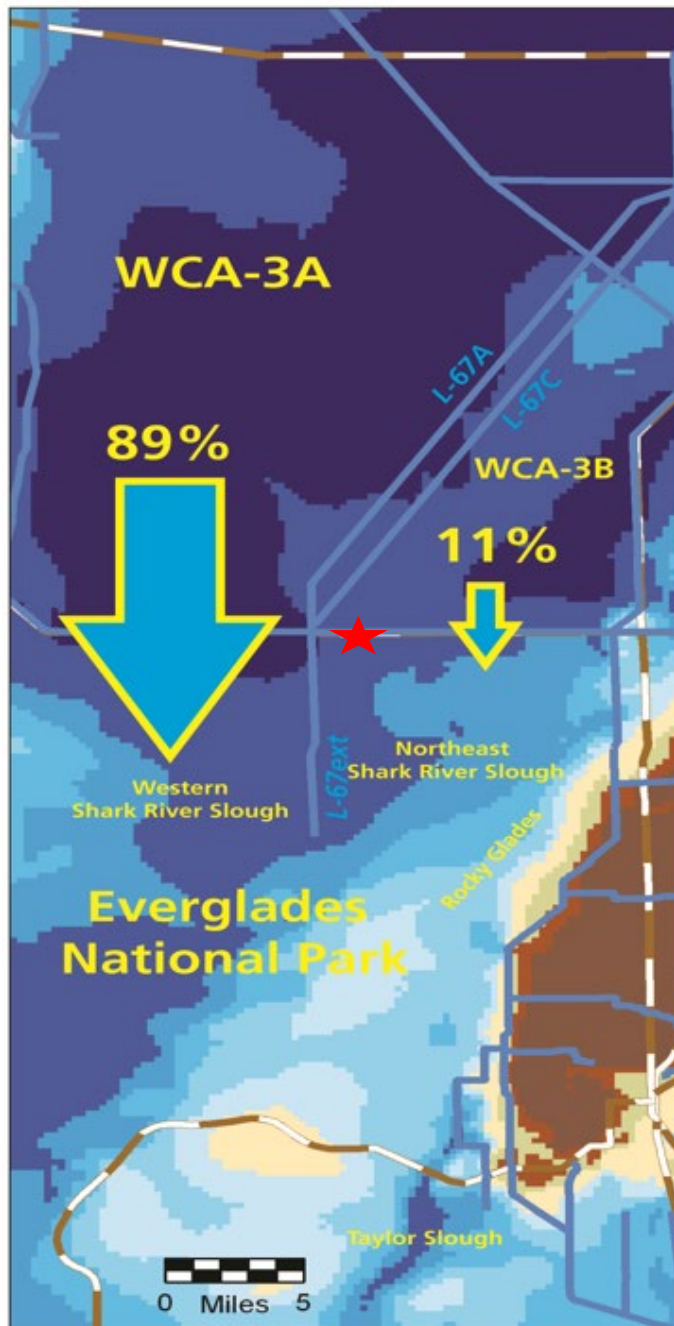 WCA-3A
L-67A
L-67C
89%
WCA-3B
11%
L-67ext
Northeast
Shark River Slough
Western
Shark River Slough
Rocky Glades
Everglades
National Park
Taylor Slough
0 Miles 5